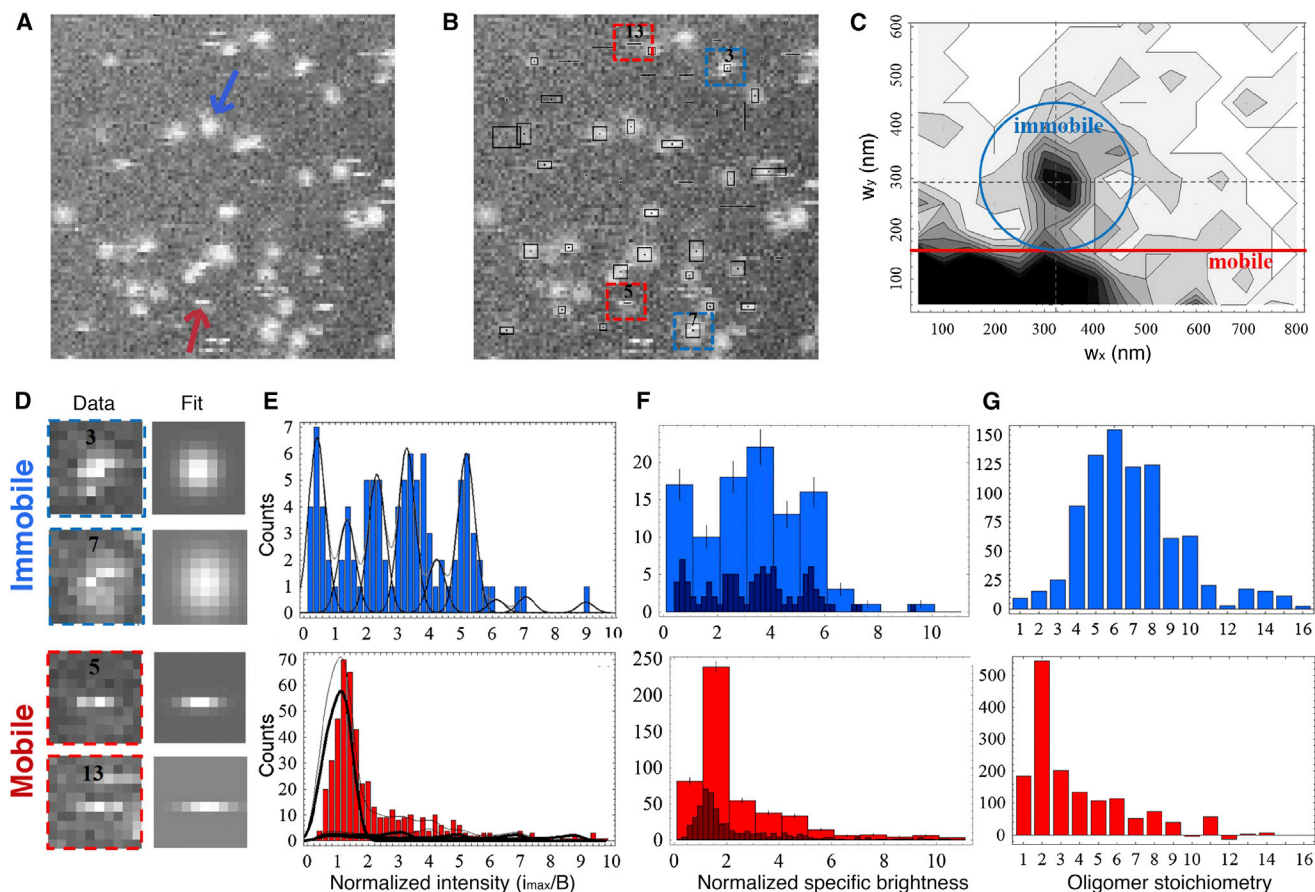 A
B
13
3
5
7
C
600
500
400
300
200
100
wy (nm)
immobile
mobile
100 200 300 400 500 600 700 800
wx (nm)
D Data Fit
Immobile
3
7
Mobile
5
13
E
7
6
5
4
3
2
1
0
Counts
0 1 2 3 4 5 6 7 8 9 10
70
60
50
40
30
20
10
0
Counts
0 1 2 3 4 5 6 7 8 9 10
Normalized intensity (Imax/B)
F
20
15
10
5
0
0 2 4 6 8 10
250
200
150
100
50
0
0 2 4 6 8 10
Normalized specific brightness
G
150
125
100
75
50
25
0
1 2 3 4 5 6 7 8 9 10 12 14 16
500
400
300
200
100
0
1 2 3 4 5 6 7 8 9 10 12 14 16
Oligomer stoichiometry